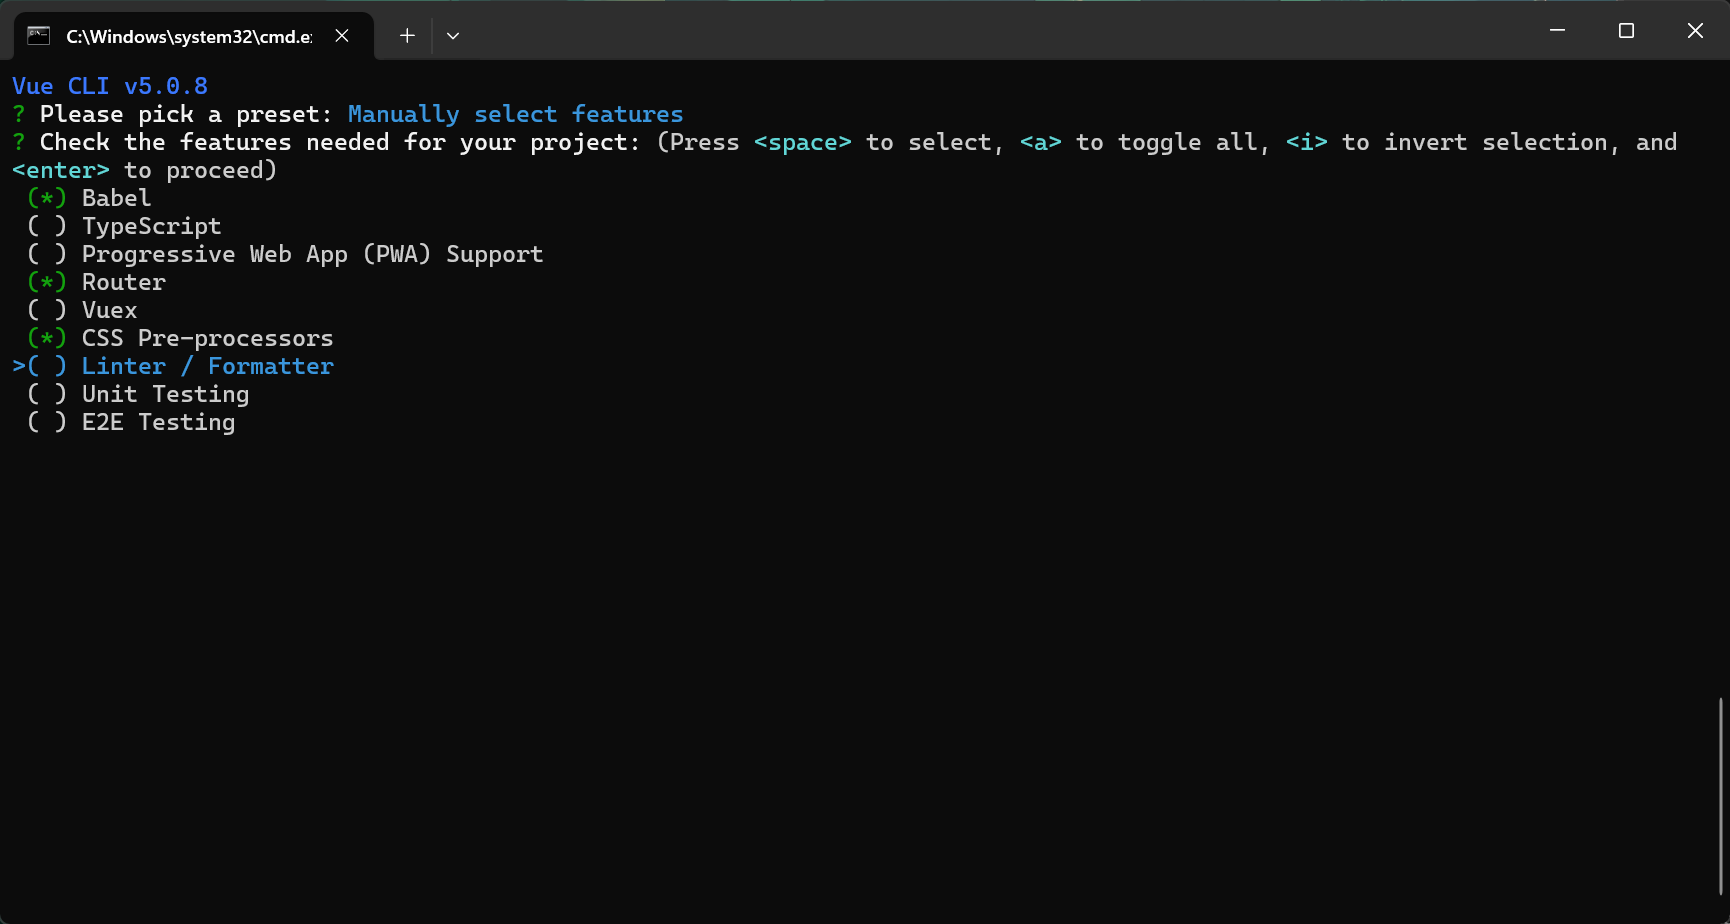 C:\Windows\system32\cmd.e
Vue CLI v5.0.8
? Please pick a preset: Manually select features
? Check the features needed for your project: (Press <space> to select, <a> to toggle all, <i> to invert selection, and
<enter> to proceed)
(*) Babel
( ) TypeScript
( ) Progressive Web App (PWA) Support
(*) Router
( ) Vuex
(*) CSS Pre-processors
>( ) Linter / Formatter
( ) Unit Testing
( ) E2E Testing